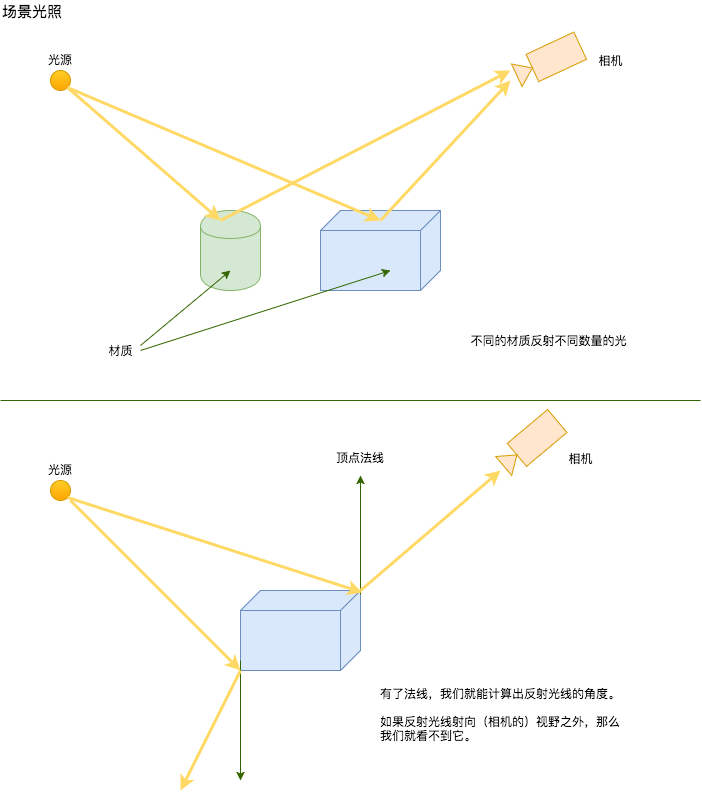 场景光照
光源
相机
材质
不同的材质反射不同数量的光
顶点法线
光源
相机
有了法线，我们就能计算出反射光线的角度。
如果反射光线射向（相机的）视野之外，那么
我们就看不到它。